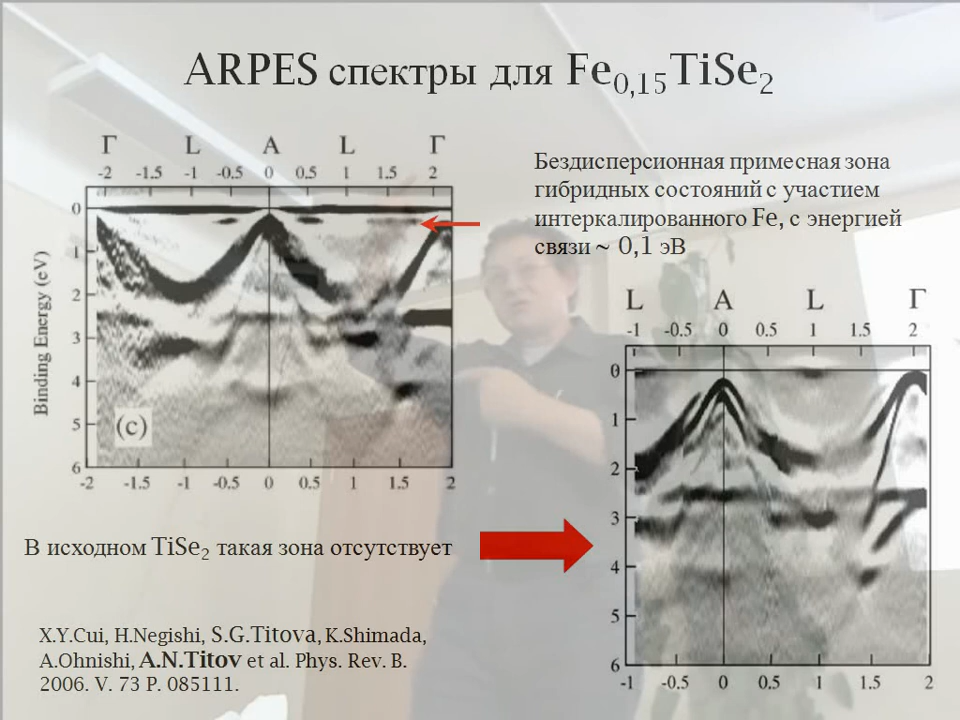 ARPES спектры для Fe0,15TiSe2
Γ L A L Γ
-2 -1.5 -1 -0.5 0 0.5 1 1.5 2
Binding Energy (eV)
0
1
2
3
4
5
6
(c)
-2 -1.5 -1 -0.5 0 0.5 1 1.5 2
Бездисперсионная примесная зона
гибридных состояний с участием
интеркалированного Fe, с энергией
связи ~ 0,1 эВ
L A L Γ
-1 -0.5 0 0.5 1 1.5 2
0
1
2
3
4
5
6
-1 -0.5 0 0.5 1 1.5 2
В исходном TiSe2 такая зона отсутствует
X.Y.Cui, H.Negishi, S.G.Titova, K.Shimada,
A.Ohnishi, A.N.Titov et al. Phys. Rev. B.
2006. V. 73 P. 085111.